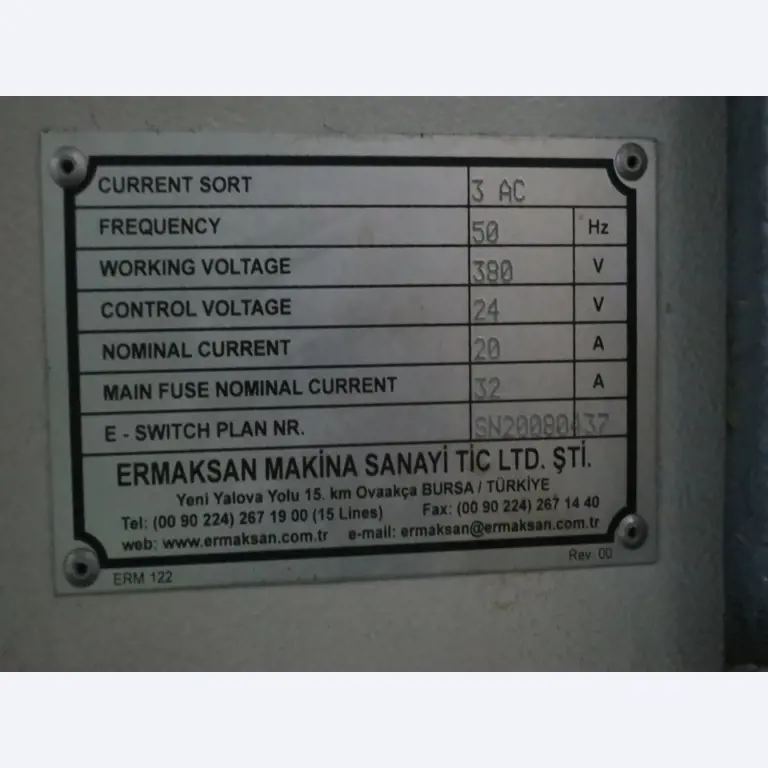 CURRENT SORT 3 AC
FREQUENCY 50 Hz
WORKING VOLTAGE 380 V
CONTROL VOLTAGE 24 V
NOMINAL CURRENT 20 A
MAIN FUSE NOMINAL CURRENT 32 A
E - SWITCH PLAN NR. SN20080437
ERMAKSAN MAKİNA SANAYİ TİC LTD. ŞTİ.
Yeni Yalova Yolu 15. km Ovaakça BURSA / TÜRKİYE
Tel: (00 90 224) 267 19 00 (15 Lines) Fax: (00 90 224) 267 14 40
web: www.ermaksan.com.tr e-mail: ermaksan@ermaksan.com.tr
ERM 122 Rev. 00